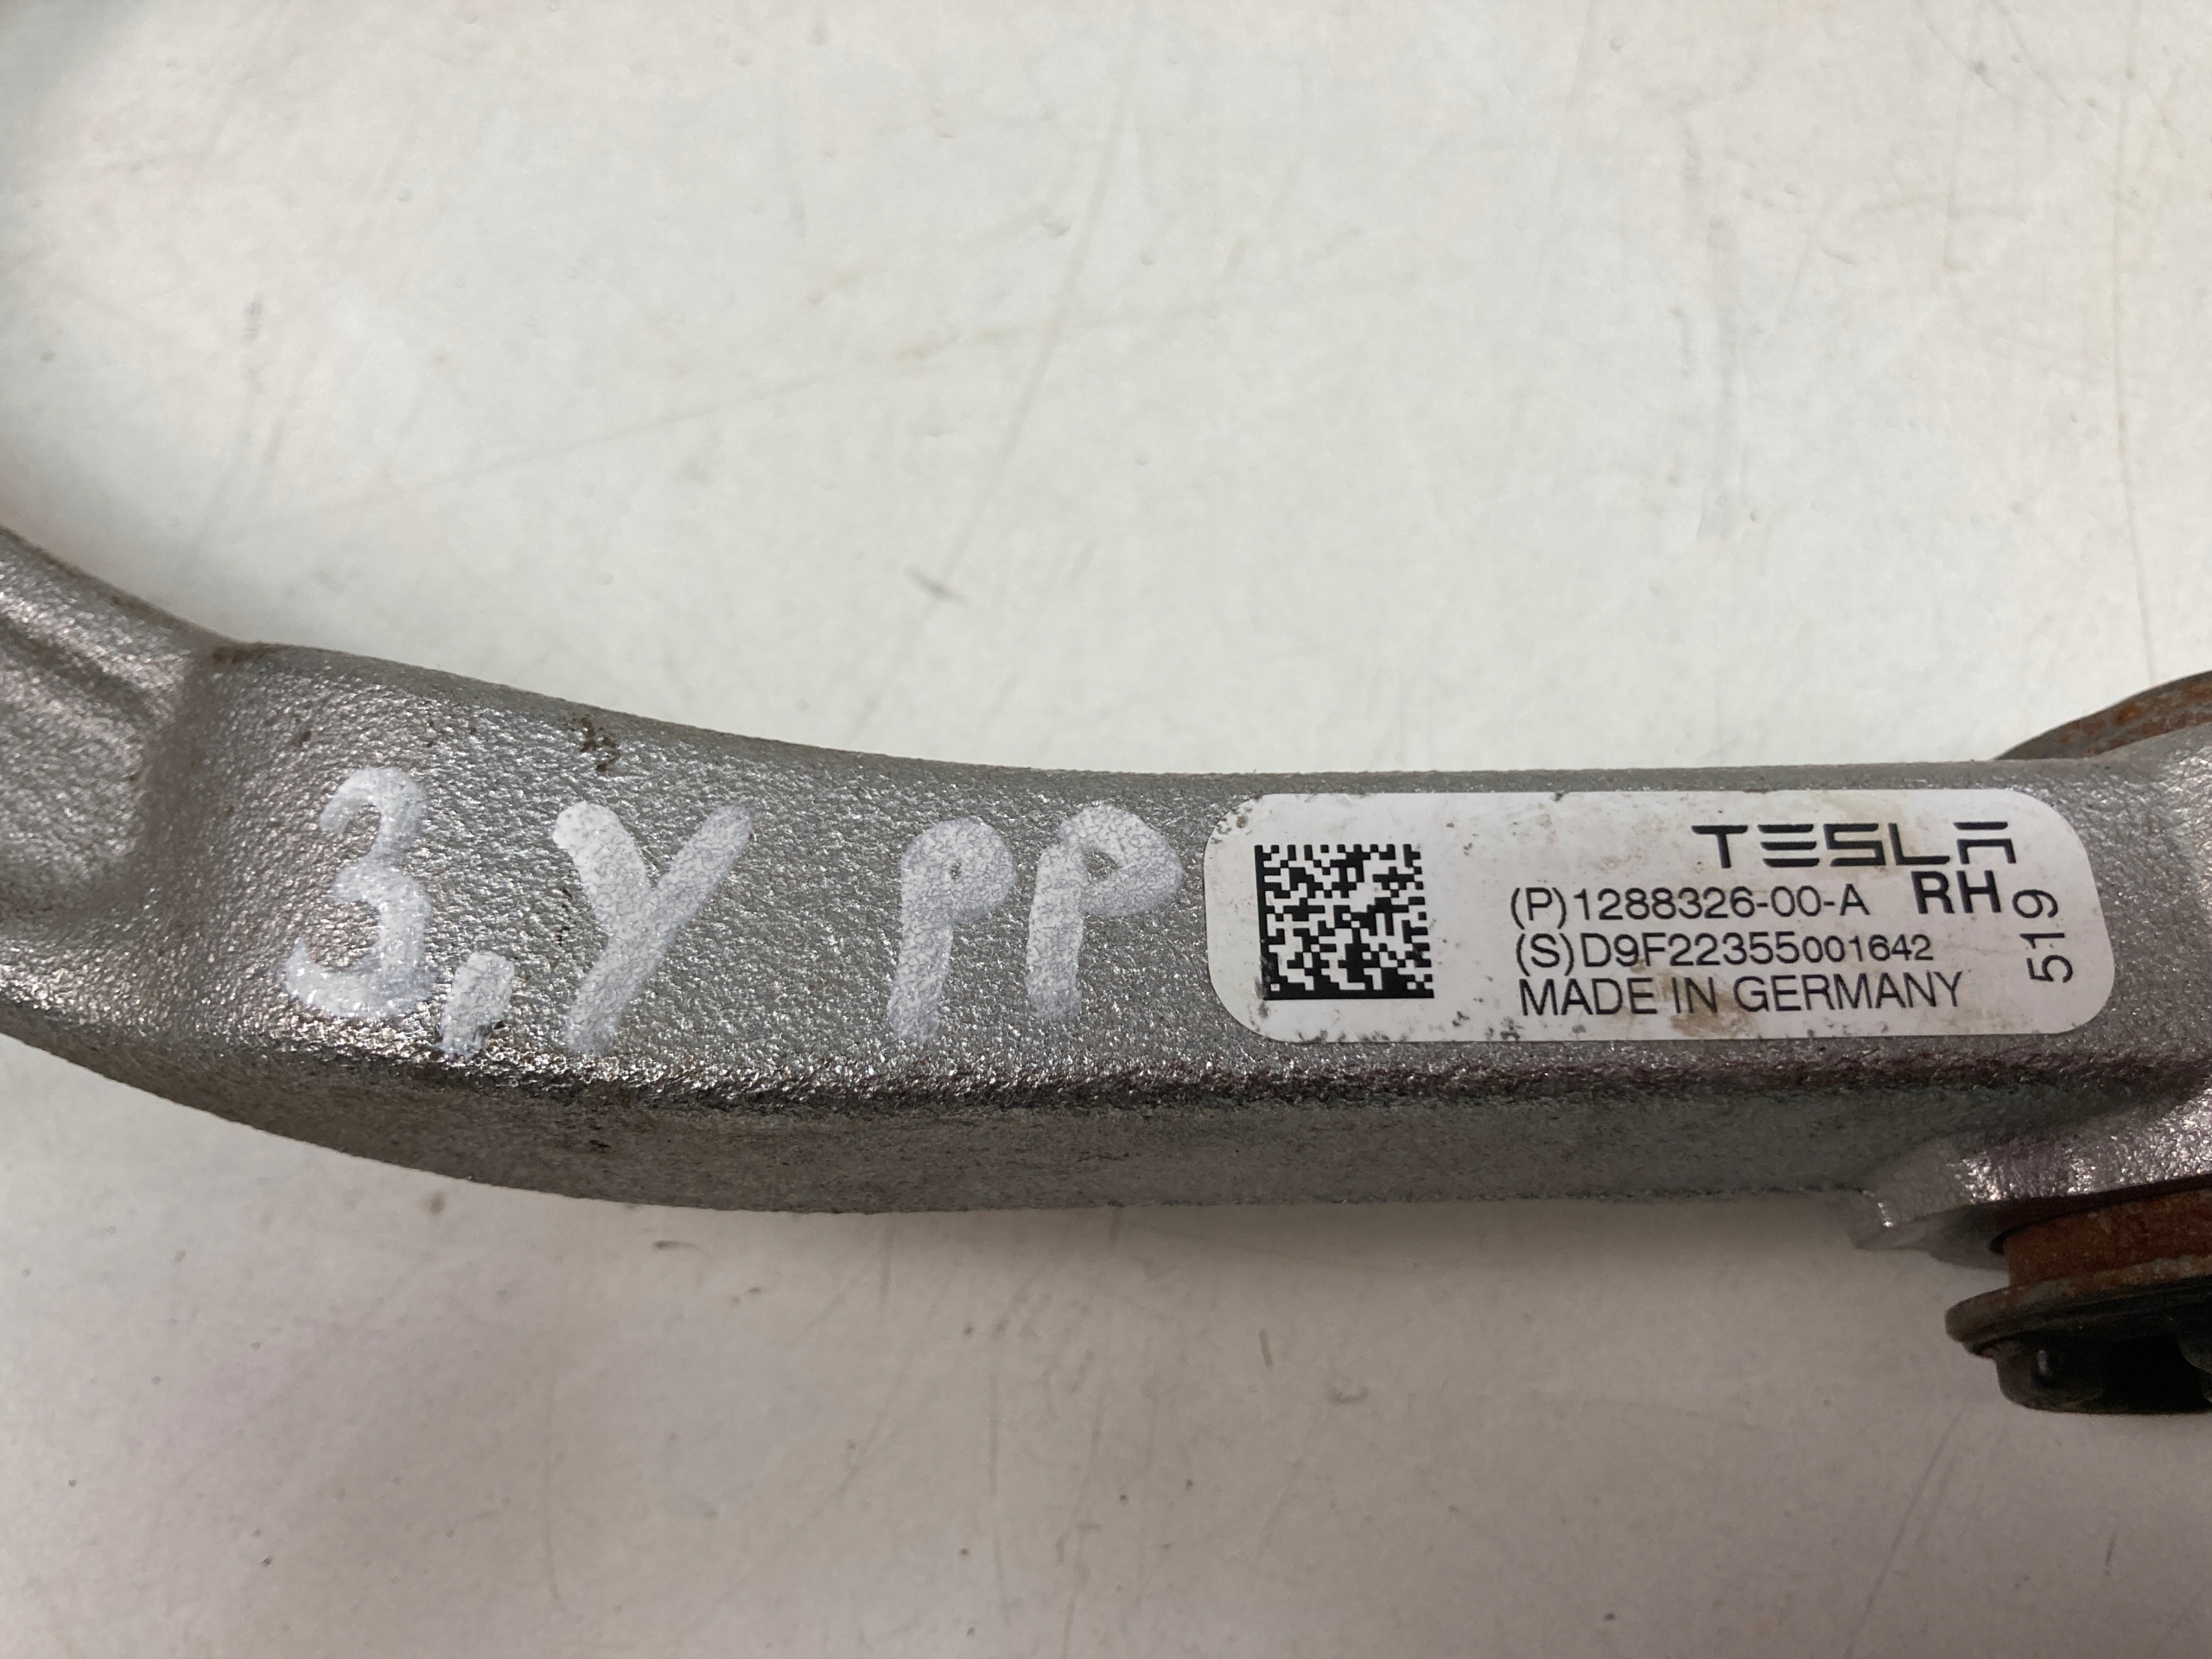 3,Y PP
TESLA
(P)1288326-00-A RH
(S)D9F22355001642
MADE IN GERMANY
519